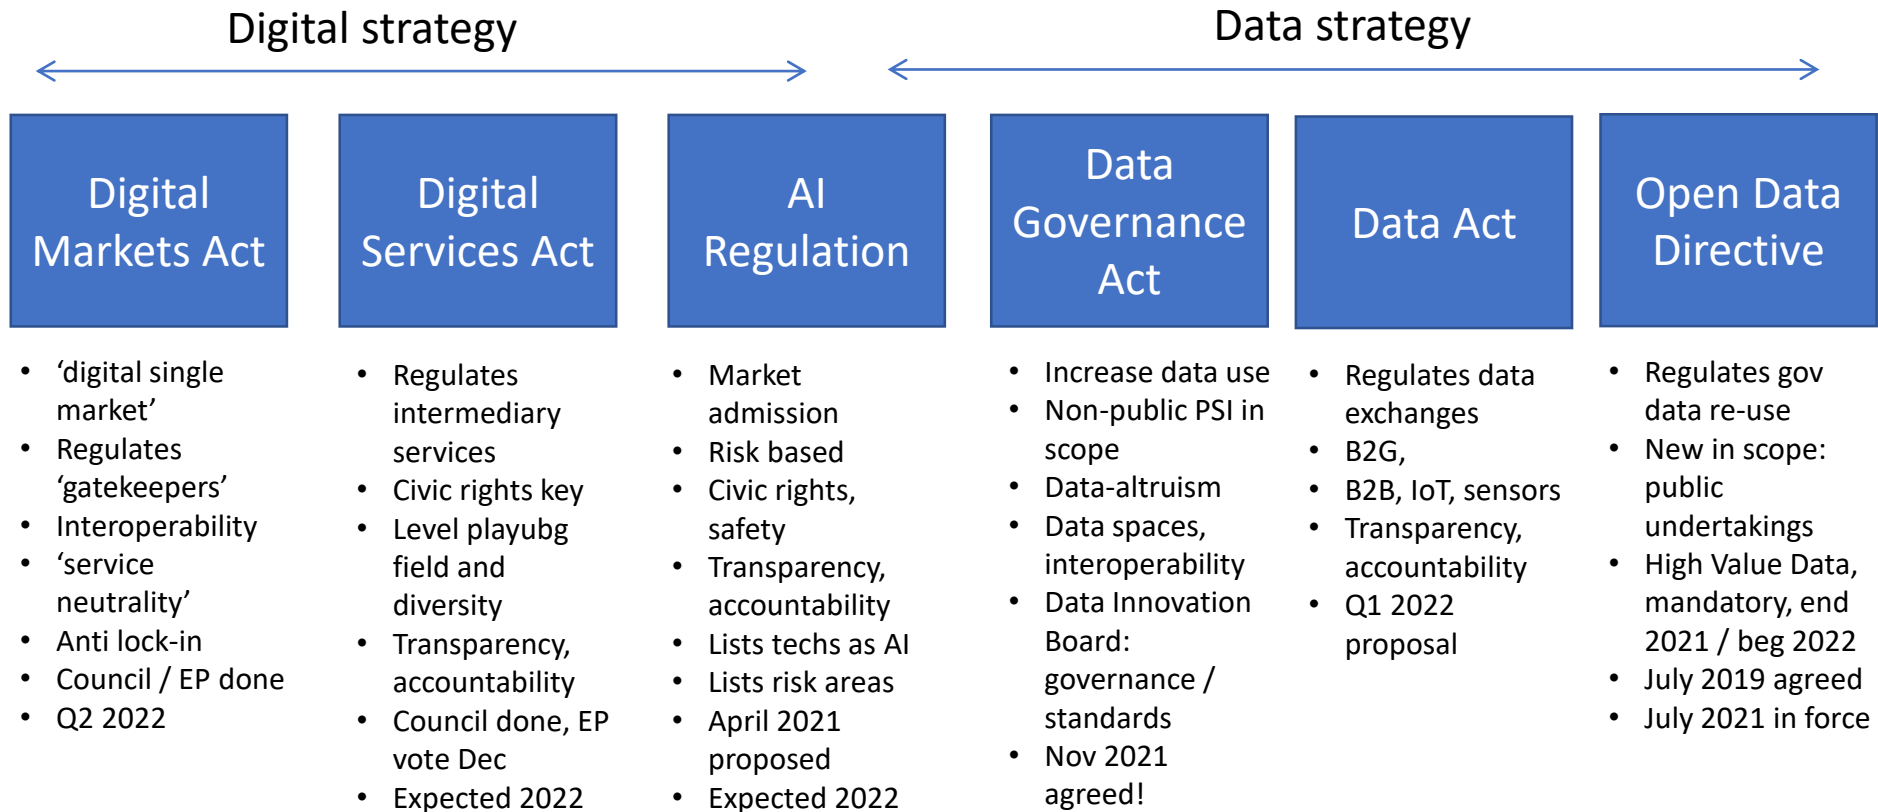 Digital strategy
Data strategy
Digital
Markets Act
Digital
Services Act
AI
Regulation
Data
Governance
Act
Data Act
Open Data
Directive
• ‘digital single
market’
• Regulates
‘gatekeepers’
• Interoperability
• ‘service
neutrality’
• Anti lock-in
• Council / EP done
• Q2 2022
• Regulates
intermediary
services
• Civic rights key
• Level playubg
field and
diversity
• Transparency,
accountability
• Council done, EP
vote Dec
• Expected 2022
• Market
admission
• Risk based
• Civic rights,
safety
• Transparency,
accountability
• Lists techs as AI
• Lists risk areas
• April 2021
proposed
• Expected 2022
• Increase data use
• Non-public PSI in
scope
• Data-altruism
• Data spaces,
interoperability
• Data Innovation
Board:
governance /
standards
• Nov 2021
agreed!
• Regulates data
exchanges
• B2G,
• B2B, IoT, sensors
• Transparency,
accountability
• Q1 2022
proposal
• Regulates gov
data re-use
• New in scope:
public
undertakings
• High Value Data,
mandatory, end
2021 / beg 2022
• July 2019 agreed
• July 2021 in force